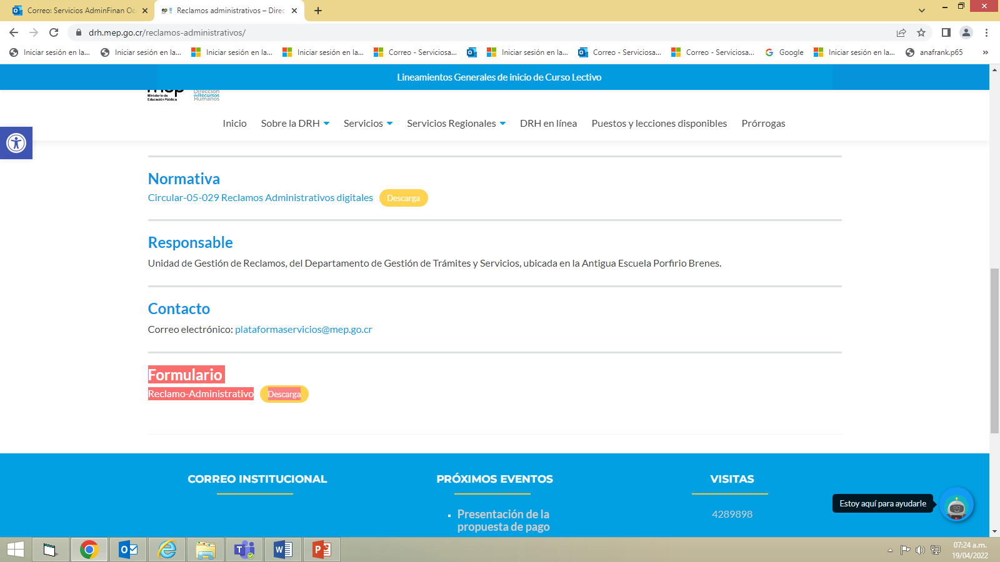 Correo: Servicios AdminFinan Oc
Reclamos administrativos – Direc
drh.mep.go.cr/reclamos-administrativos/
Iniciar sesión en la...
Iniciar sesión en la...
Iniciar sesión en la...
Iniciar sesión en la...
Correo - Serviciosa...
Iniciar sesión en la...
Correo - Serviciosa...
Correo - Serviciosa...
Google
Iniciar sesión en la...
anafrank.p65
»
Lineamientos Generales de inicio de Curso Lectivo
mep
Ministerio de
Educación Pública
Dirección
de Recursos
Humanos
Inicio
Sobre la DRH
Servicios
Servicios Regionales
DRH en línea
Puestos y lecciones disponibles
Prórrogas
Normativa
Circular-05-029 Reclamos Administrativos digitales Descarga
Responsable
Unidad de Gestión de Reclamos, del Departamento de Gestión de Trámites y Servicios, ubicada en la Antigua Escuela Porfirio Brenes.
Contacto
Correo electrónico: plataformaservicios@mep.go.cr
Formulario
Reclamo-Administrativo Descarga
CORREO INSTITUCIONAL
PRÓXIMOS EVENTOS
Presentación de la
propuesta de pago
VISITAS
4289898
Estoy aquí para ayudarle
07:24 a.m.
19/04/2022